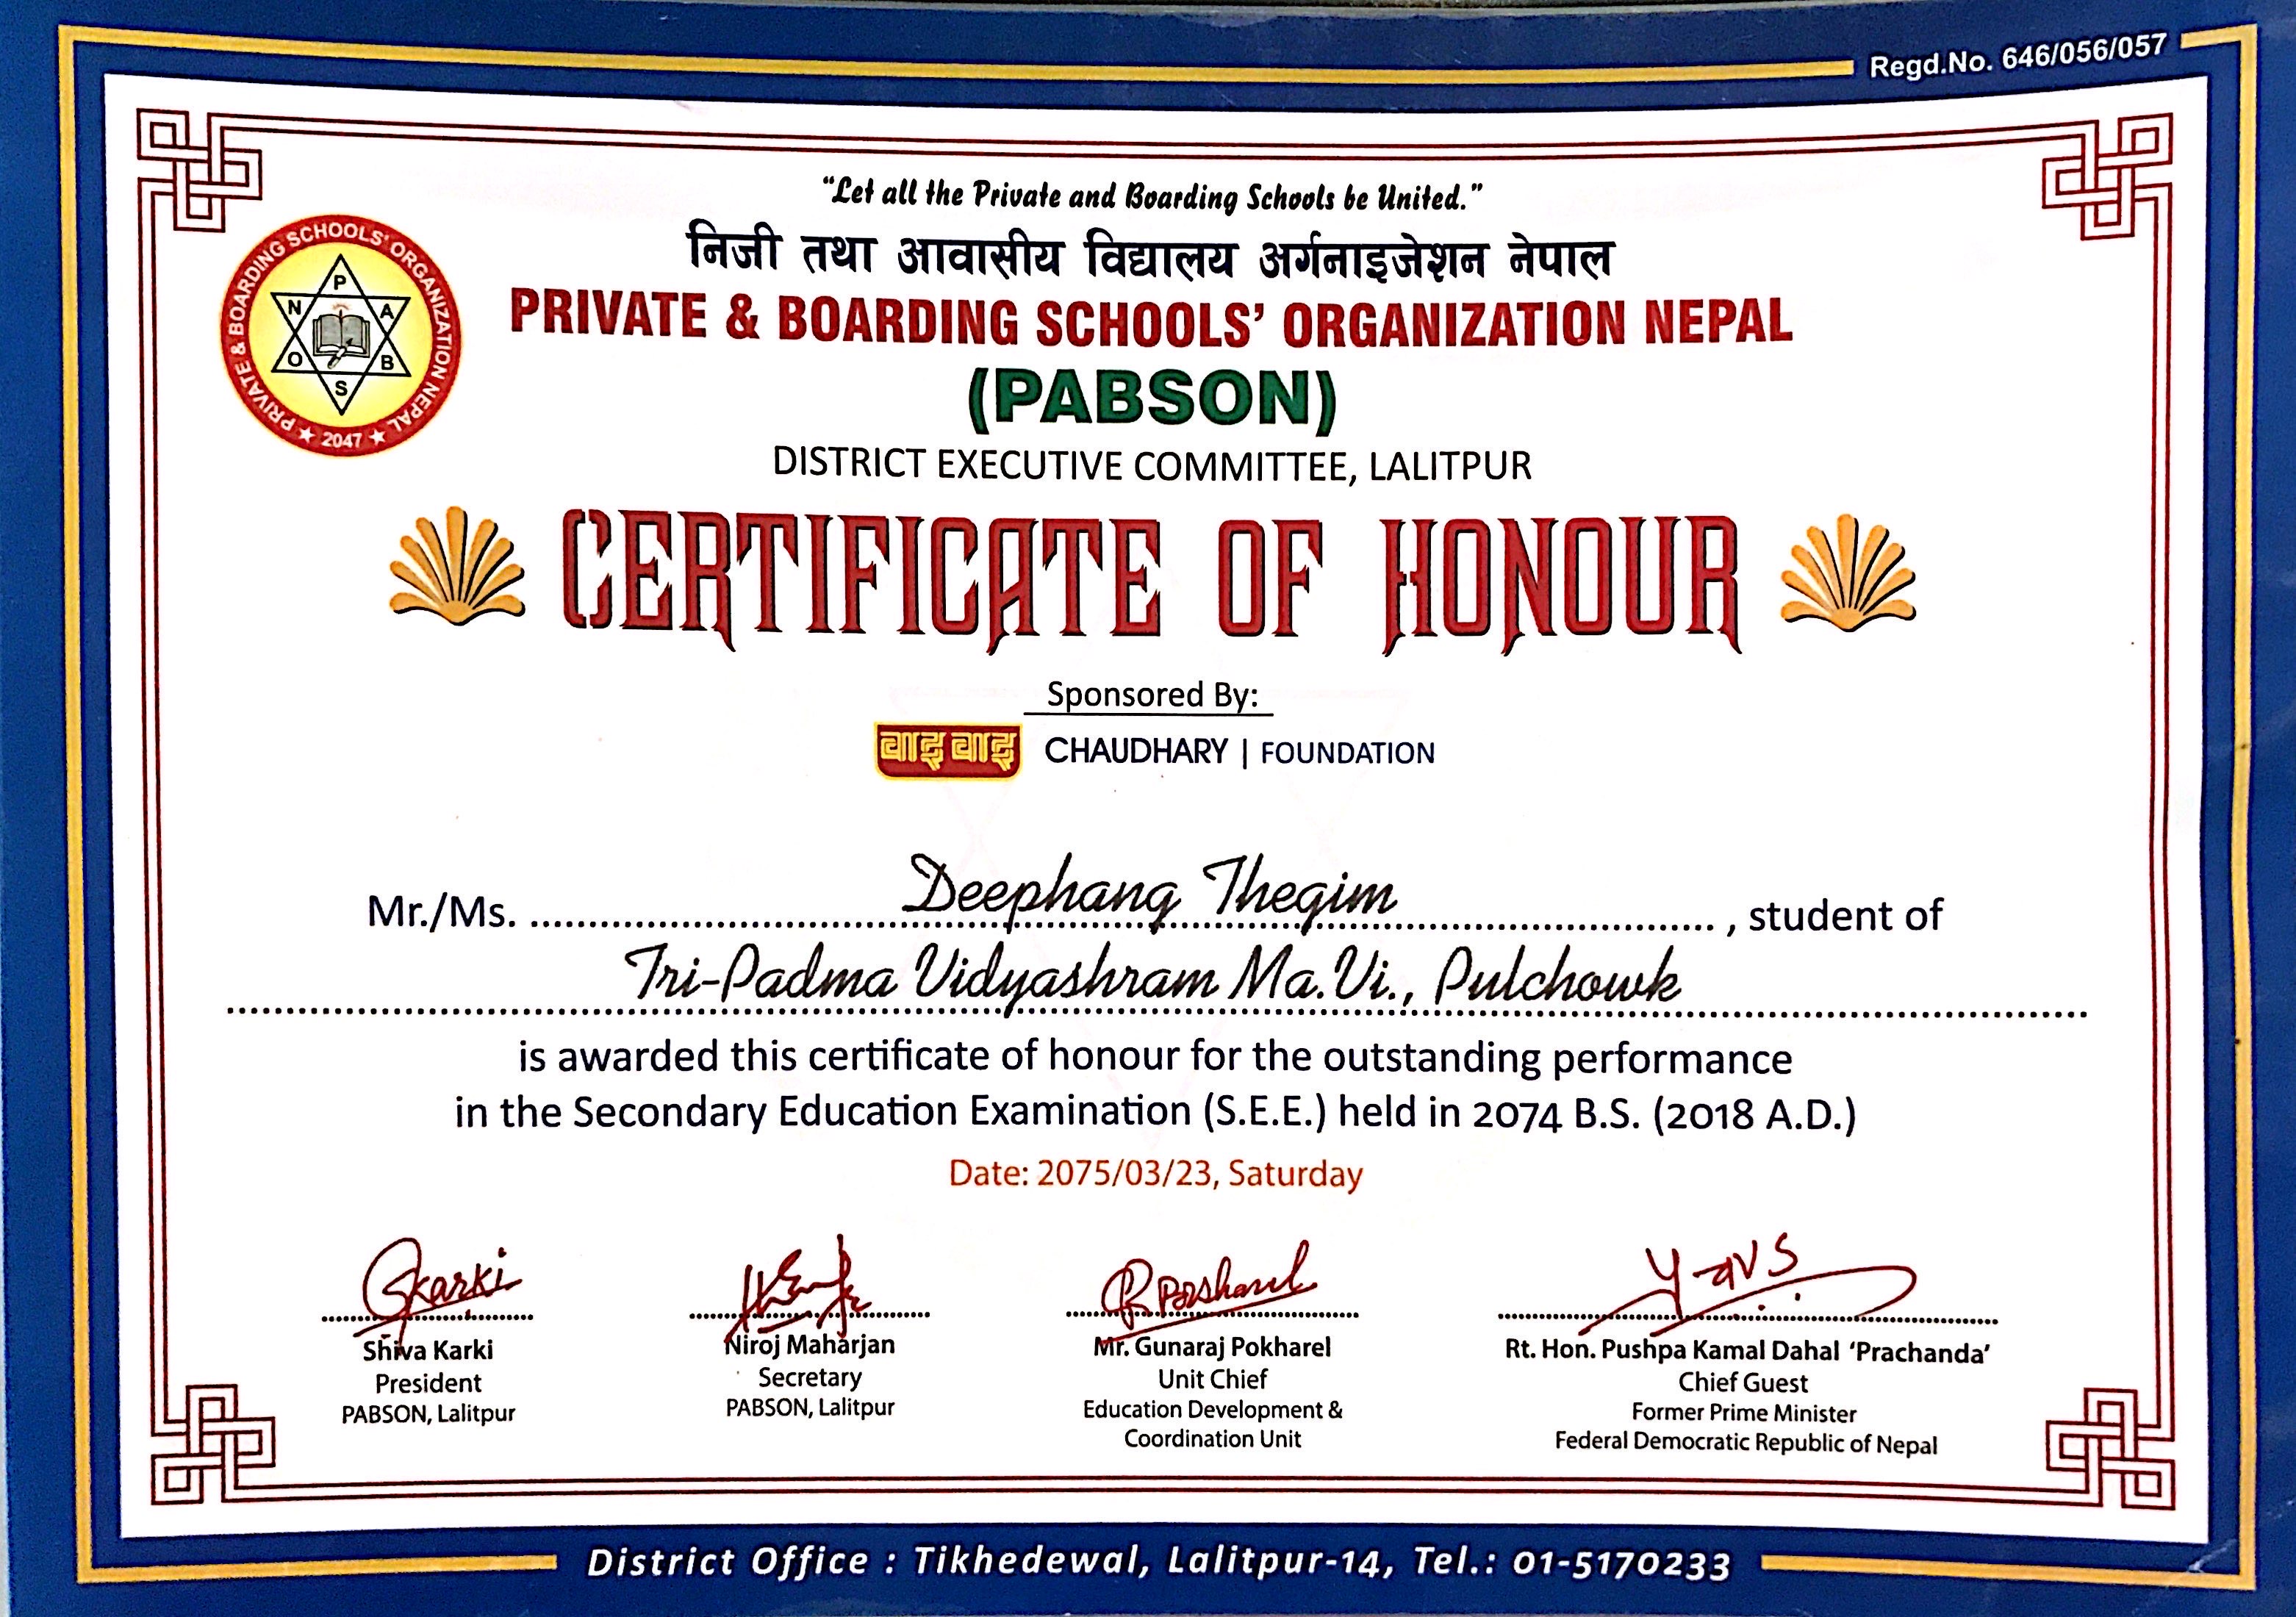 Regd.No. 646/056/057
"Let all the Private and Boarding Schools be United."
निजी तथा आवासीय विद्यालय अर्गनाइजेशन नेपाल
PRIVATE & BOARDING SCHOOLS' ORGANIZATION NEPAL
(PABSON)
DISTRICT EXECUTIVE COMMITTEE, LALITPUR
PRIVATE & BOARDING SCHOOLS' ORGANIZATION NEPAL
★ 2047 ★
P A B S O N
CERTIFICATE OF HONOUR
Sponsored By:
वाइ वाइ CHAUDHARY | FOUNDATION
Mr./Ms. Deephang Thegim, student of
Tri-Padma Vidyashram Ma.Vi., Pulchowk
is awarded this certificate of honour for the outstanding performance
in the Secondary Education Examination (S.E.E.) held in 2074 B.S. (2018 A.D.)
Date: 2075/03/23, Saturday
Shiva Karki
President
PABSON, Lalitpur
Niroj Maharjan
Secretary
PABSON, Lalitpur
Mr. Gunaraj Pokharel
Unit Chief
Education Development &
Coordination Unit
Rt. Hon. Pushpa Kamal Dahal 'Prachanda'
Chief Guest
Former Prime Minister
Federal Democratic Republic of Nepal
District Office : Tikhedewal, Lalitpur-14, Tel.: 01-5170233